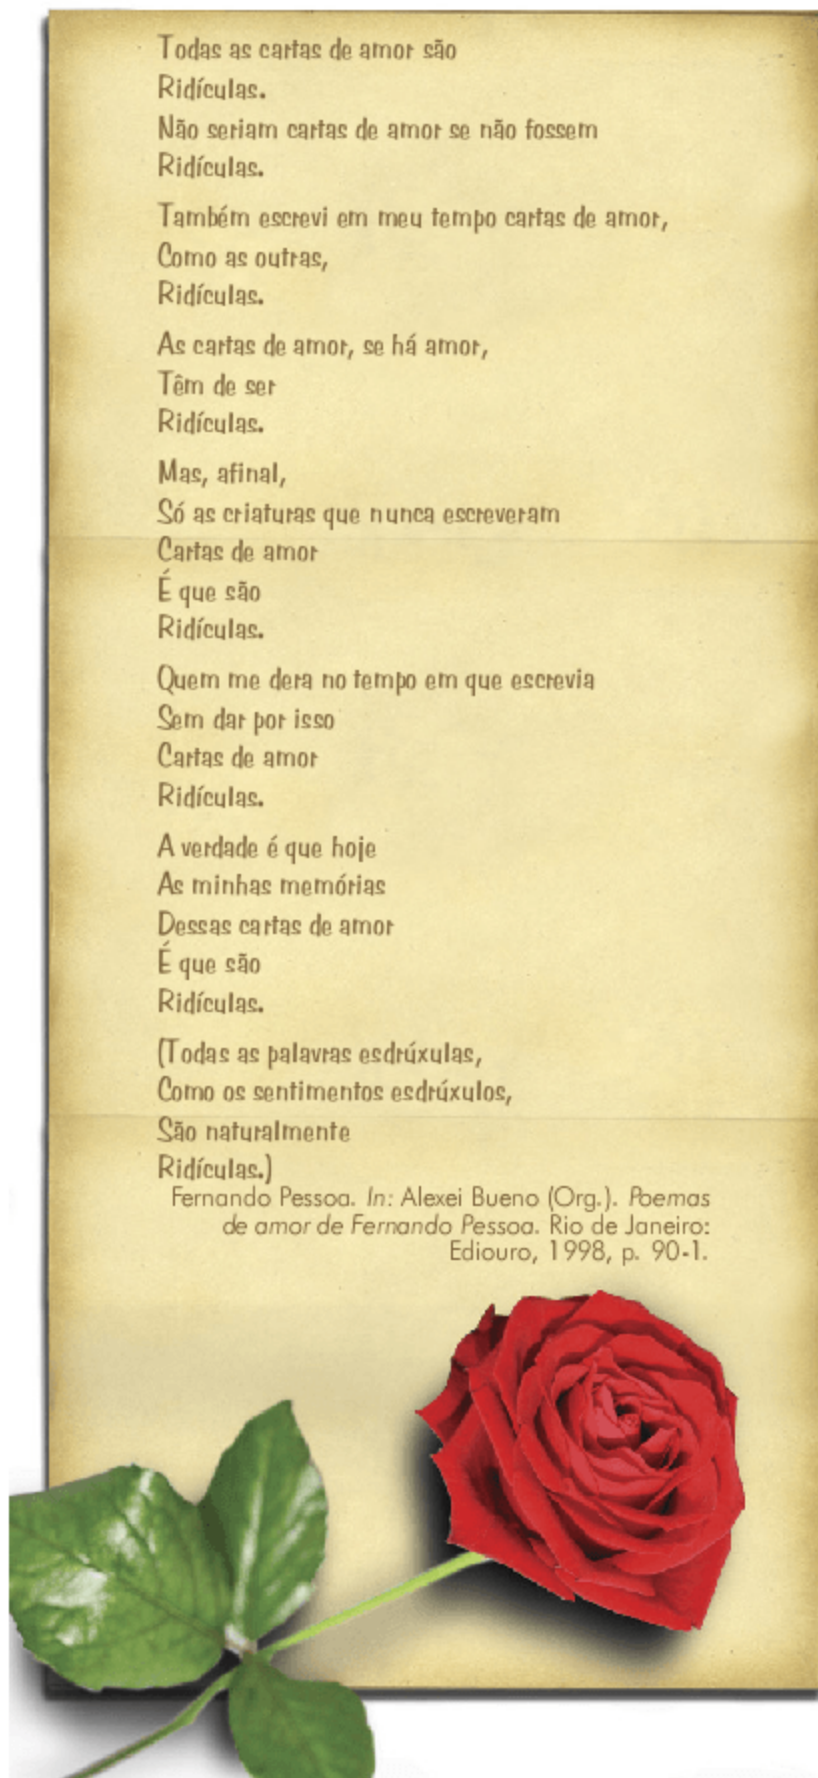 Todas as cartas de amor são
Ridículas.
Não seriam cartas de amor se não fossem
Ridículas.
Também escrevi em meu tempo cartas de amor,
Como as outras,
Ridículas.
As cartas de amor, se há amor,
Têm de ser
Ridículas.
Mas, afinal,
Só as criaturas que nunca escreveram
Cartas de amor
É que são
Ridículas.
Quem me dera no tempo em que escrevia
Sem dar por isso
Cartas de amor
Ridículas.
A verdade é que hoje
As minhas memórias
Dessas cartas de amor
É que são
Ridículas.
(Todas as palavras esdrúxulas,
Como os sentimentos esdrúxulos,
São naturalmente
Ridículas.)
Fernando Pessoa. In: Alexei Bueno (Org.). Poemas
de amor de Fernando Pessoa. Rio de Janeiro:
Ediouro, 1998, p. 90-1.